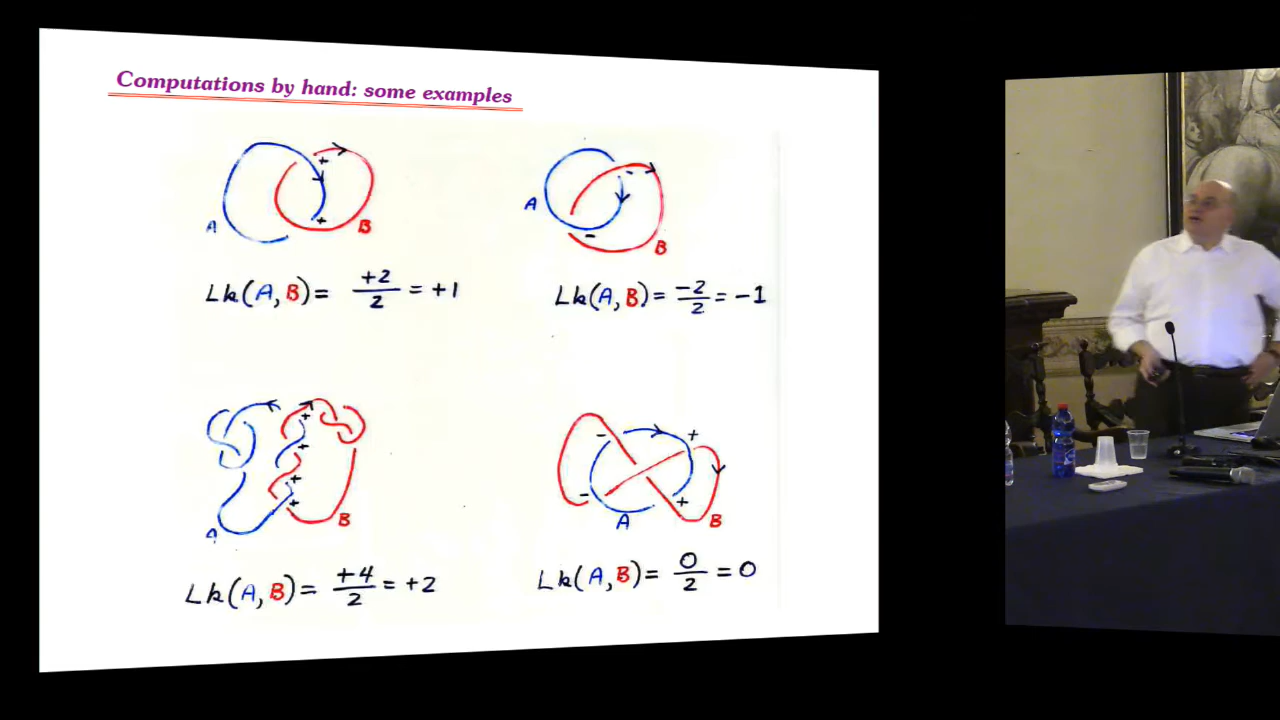 Computations by hand: some examples
+
+
A
B
Lk(A, B) = +2/2 = +1
-
A
-
B
Lk(A, B) = -2/2 = -1
+
+
+
+
A
B
Lk(A, B) = +4/2 = +2
-
+
-
+
A
B
Lk(A, B) = 0/2 = 0